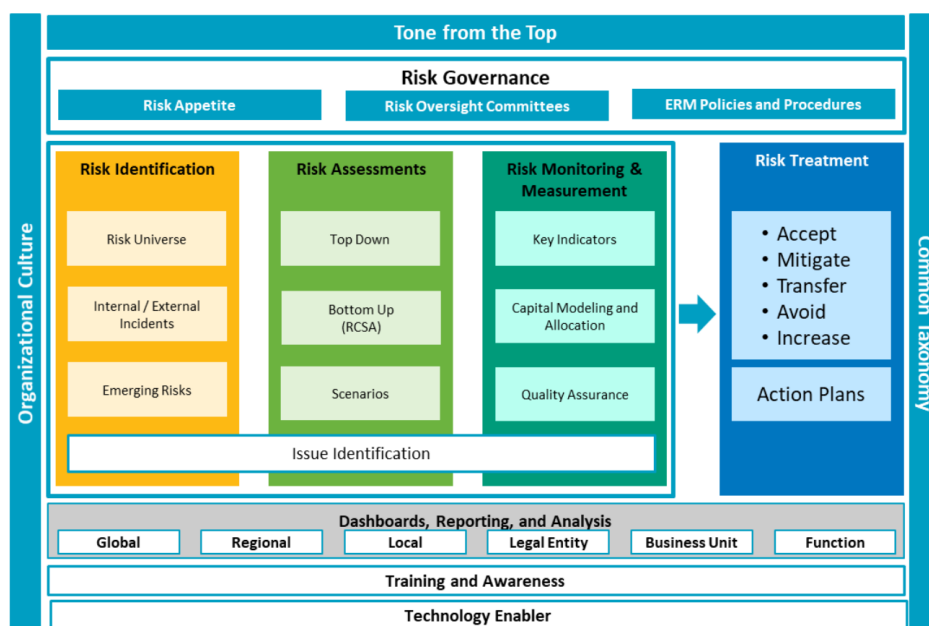 Tone from the Top
Risk Governance
Risk Appetite
Risk Oversight Committees
ERM Policies and Procedures
Organizational Culture
Risk Identification
Risk Universe
Internal / External
Incidents
Emerging Risks
Risk Assessments
Top Down
Bottom Up
(RCSA)
Scenarios
Risk Monitoring &
Measurement
Key Indicators
Capital Modeling and
Allocation
Quality Assurance
Issue Identification
Risk Treatment
• Accept
• Mitigate
• Transfer
• Avoid
• Increase
Action Plans
Common Taxonomy
Dashboards, Reporting, and Analysis
Global
Regional
Local
Legal Entity
Business Unit
Function
Training and Awareness
Technology Enabler